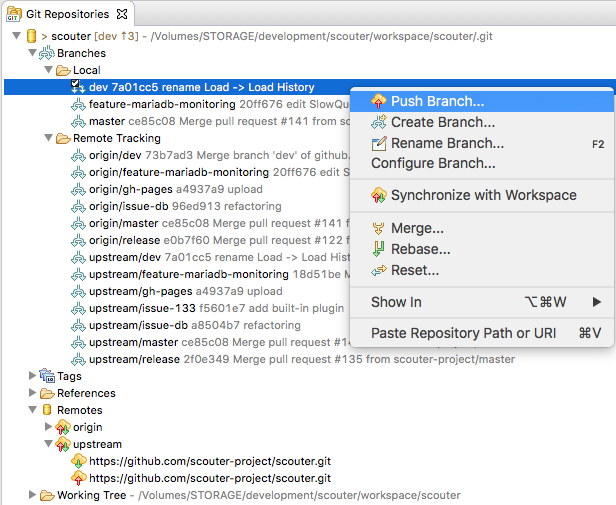 Git Repositories
> scouter [dev ↑3] - /Volumes/STORAGE/development/scouter/workspace/scouter/.git
Branches
Local
dev 7a01cc5 rename Load -> Load History
feature-mariadb-monitoring 20ff676 edit SlowQu
master ce85c08 Merge pull request #141 from sc
Remote Tracking
origin/dev 73b7ad3 Merge branch 'dev' of github.
origin/feature-mariadb-monitoring 20ff676 edit S
origin/gh-pages a4937a9 upload
origin/issue-db 96ed913 refactoring
origin/master ce85c08 Merge pull request #141 f
origin/release e0b7f60 Merge pull request #122 f
upstream/dev 7a01cc5 rename Load -> Load His
upstream/feature-mariadb-monitoring 18d51be M
upstream/gh-pages a4937a9 upload
upstream/issue-133 f5601e7 add built-in plugin
upstream/issue-db a8504b7 refactoring
upstream/master ce85c08 Merge pull request #141 from scouter-project/dev
upstream/release 2f0e349 Merge pull request #135 from scouter-project/master
Tags
References
Remotes
origin
upstream
https://github.com/scouter-project/scouter.git
https://github.com/scouter-project/scouter.git
Working Tree - /Volumes/STORAGE/development/scouter/workspace/scouter
Push Branch...
Create Branch...
Rename Branch... F2
Configure Branch...
Synchronize with Workspace
Merge...
Rebase...
Reset...
Show In ⌥⌘W ▶
Paste Repository Path or URI ⌘V